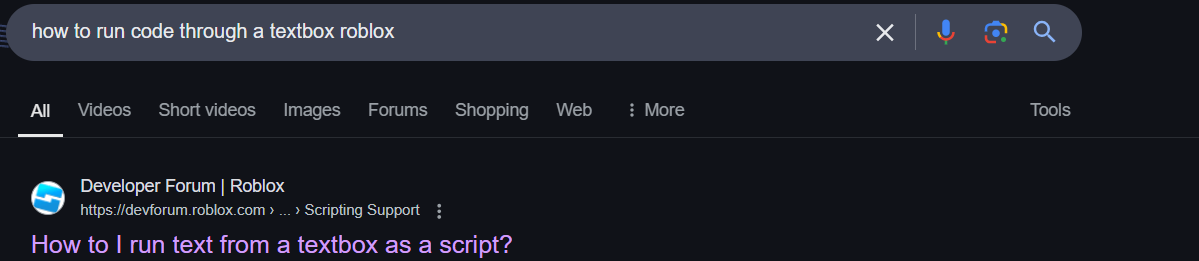 how to run code through a textbox roblox
All Videos Short videos Images Forums Shopping Web More Tools
Developer Forum | Roblox
https://devforum.roblox.com › ... › Scripting Support
How to I run text from a textbox as a script?